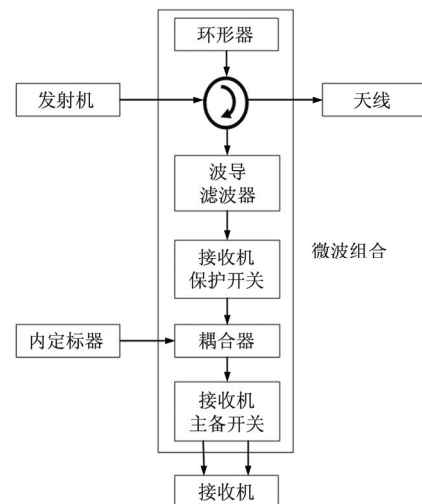 环形器
发射机
天线
波导
滤波器
接收机
保护开关
微波组合
内定标器
耦合器
接收机
主备开关
接收机